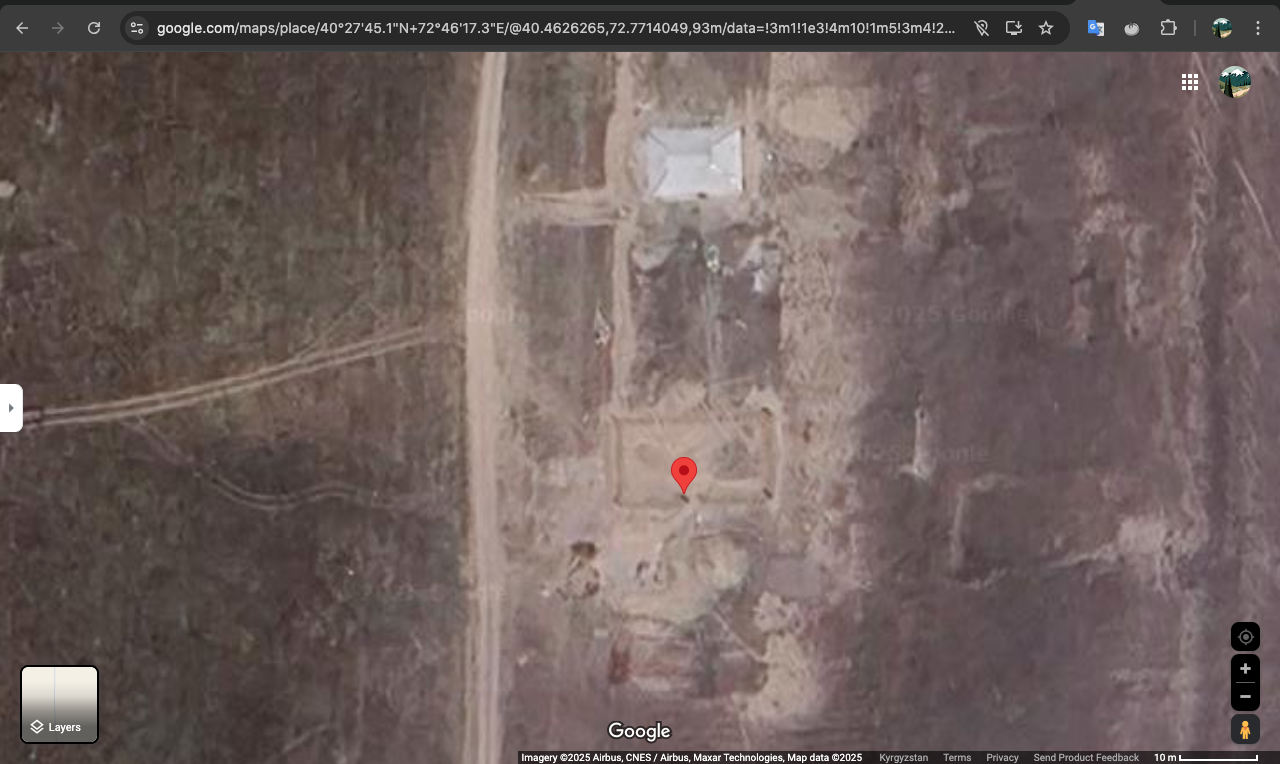 google.com/maps/place/40°27'45.1"N+72°46'17.3"E/@40.4626265,72.7714049,93m/data=!3m1!1e3!4m10!1m5!3m4!2...
2025 Google
Layers
Google
Imagery ©2025 Airbus, CNES / Airbus, Maxar Technologies, Map data ©2025 Kyrgyzstan Terms Privacy Send Product Feedback 10 m